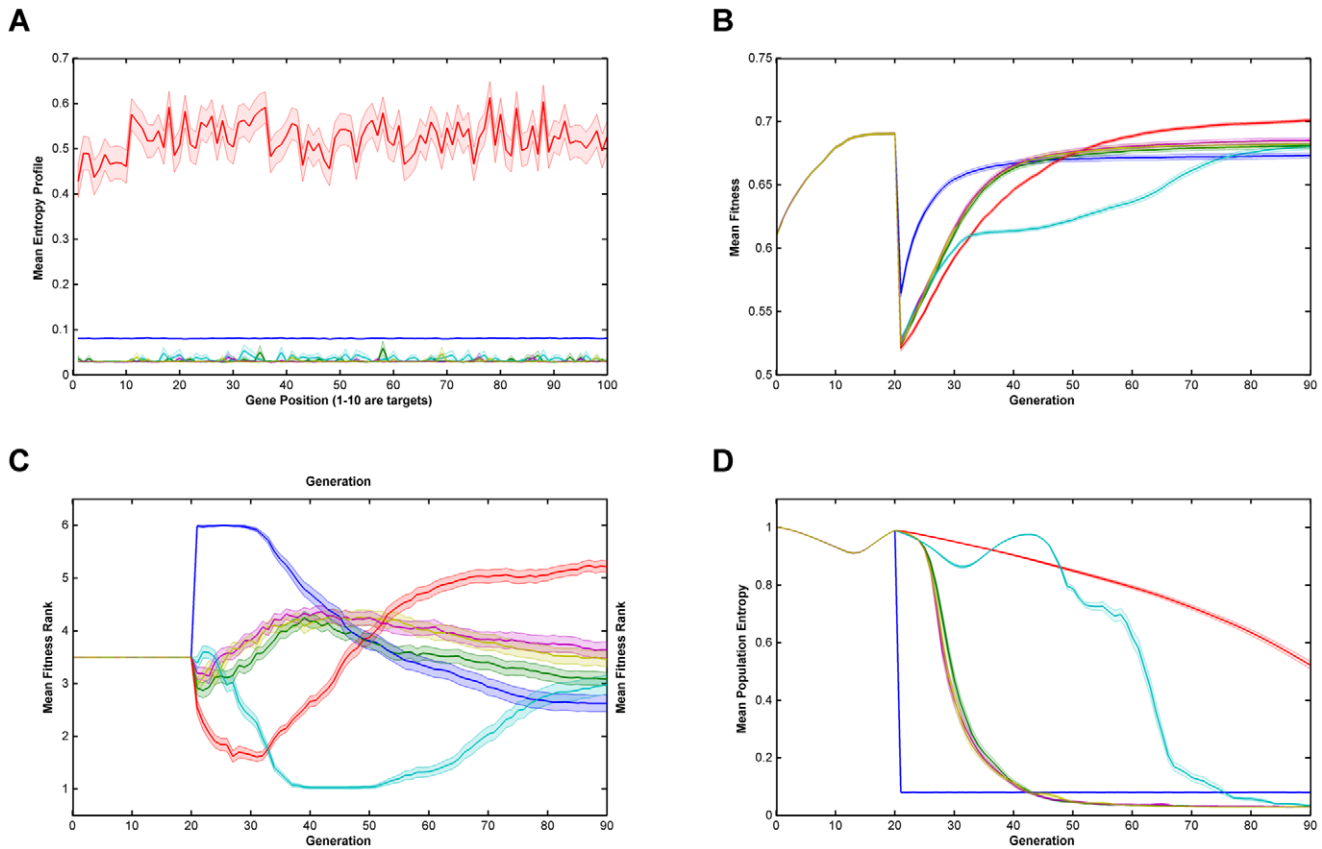 A
B
0.7
0.6
0.5
0.4
0.3
0.2
0.1
0
Mean Entropy Profile
0 10 20 30 40 50 60 70 80 90 100
Gene Position (1-10 are targets)
0.75
0.7
0.65
0.6
0.55
0.5
Mean Fitness
0 10 20 30 40 50 60 70 80 90
Generation
C
D
Generation
6
5
4
3
2
1
Mean Fitness Rank
Mean Fitness Rank
0 10 20 30 40 50 60 70 80 90
Generation
1
0.8
0.6
0.4
0.2
0
Mean Population Entropy
0 10 20 30 40 50 60 70 80 90
Generation